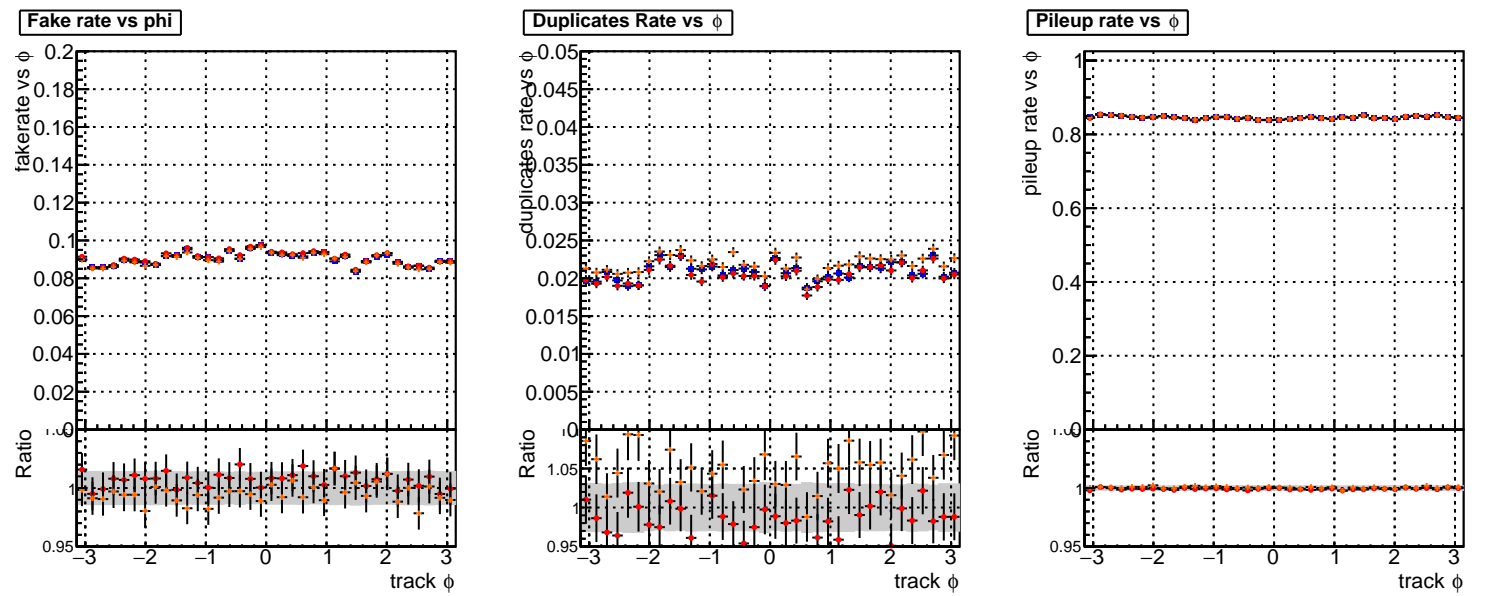 Fake rate vs phi
fakerate vs ϕ
0.2
0.18
0.16
0.14
0.12
0.1
0.08
0.06
0.04
0.02
0
Ratio
1
0.95
−3 −2 −1 0 1 2 3
track ϕ
Duplicates Rate vs ϕ
duplicates rate vs ϕ
0.05
0.045
0.04
0.035
0.03
0.025
0.02
0.015
0.01
0.005
0
Ratio
1.05
1
0.95
−3 −2 −1 0 1 2 3
track ϕ
Pileup rate vs ϕ
pileup rate vs ϕ
1
0.8
0.6
0.4
0.2
0
Ratio
1
0.95
−3 −2 −1 0 1 2 3
track ϕ